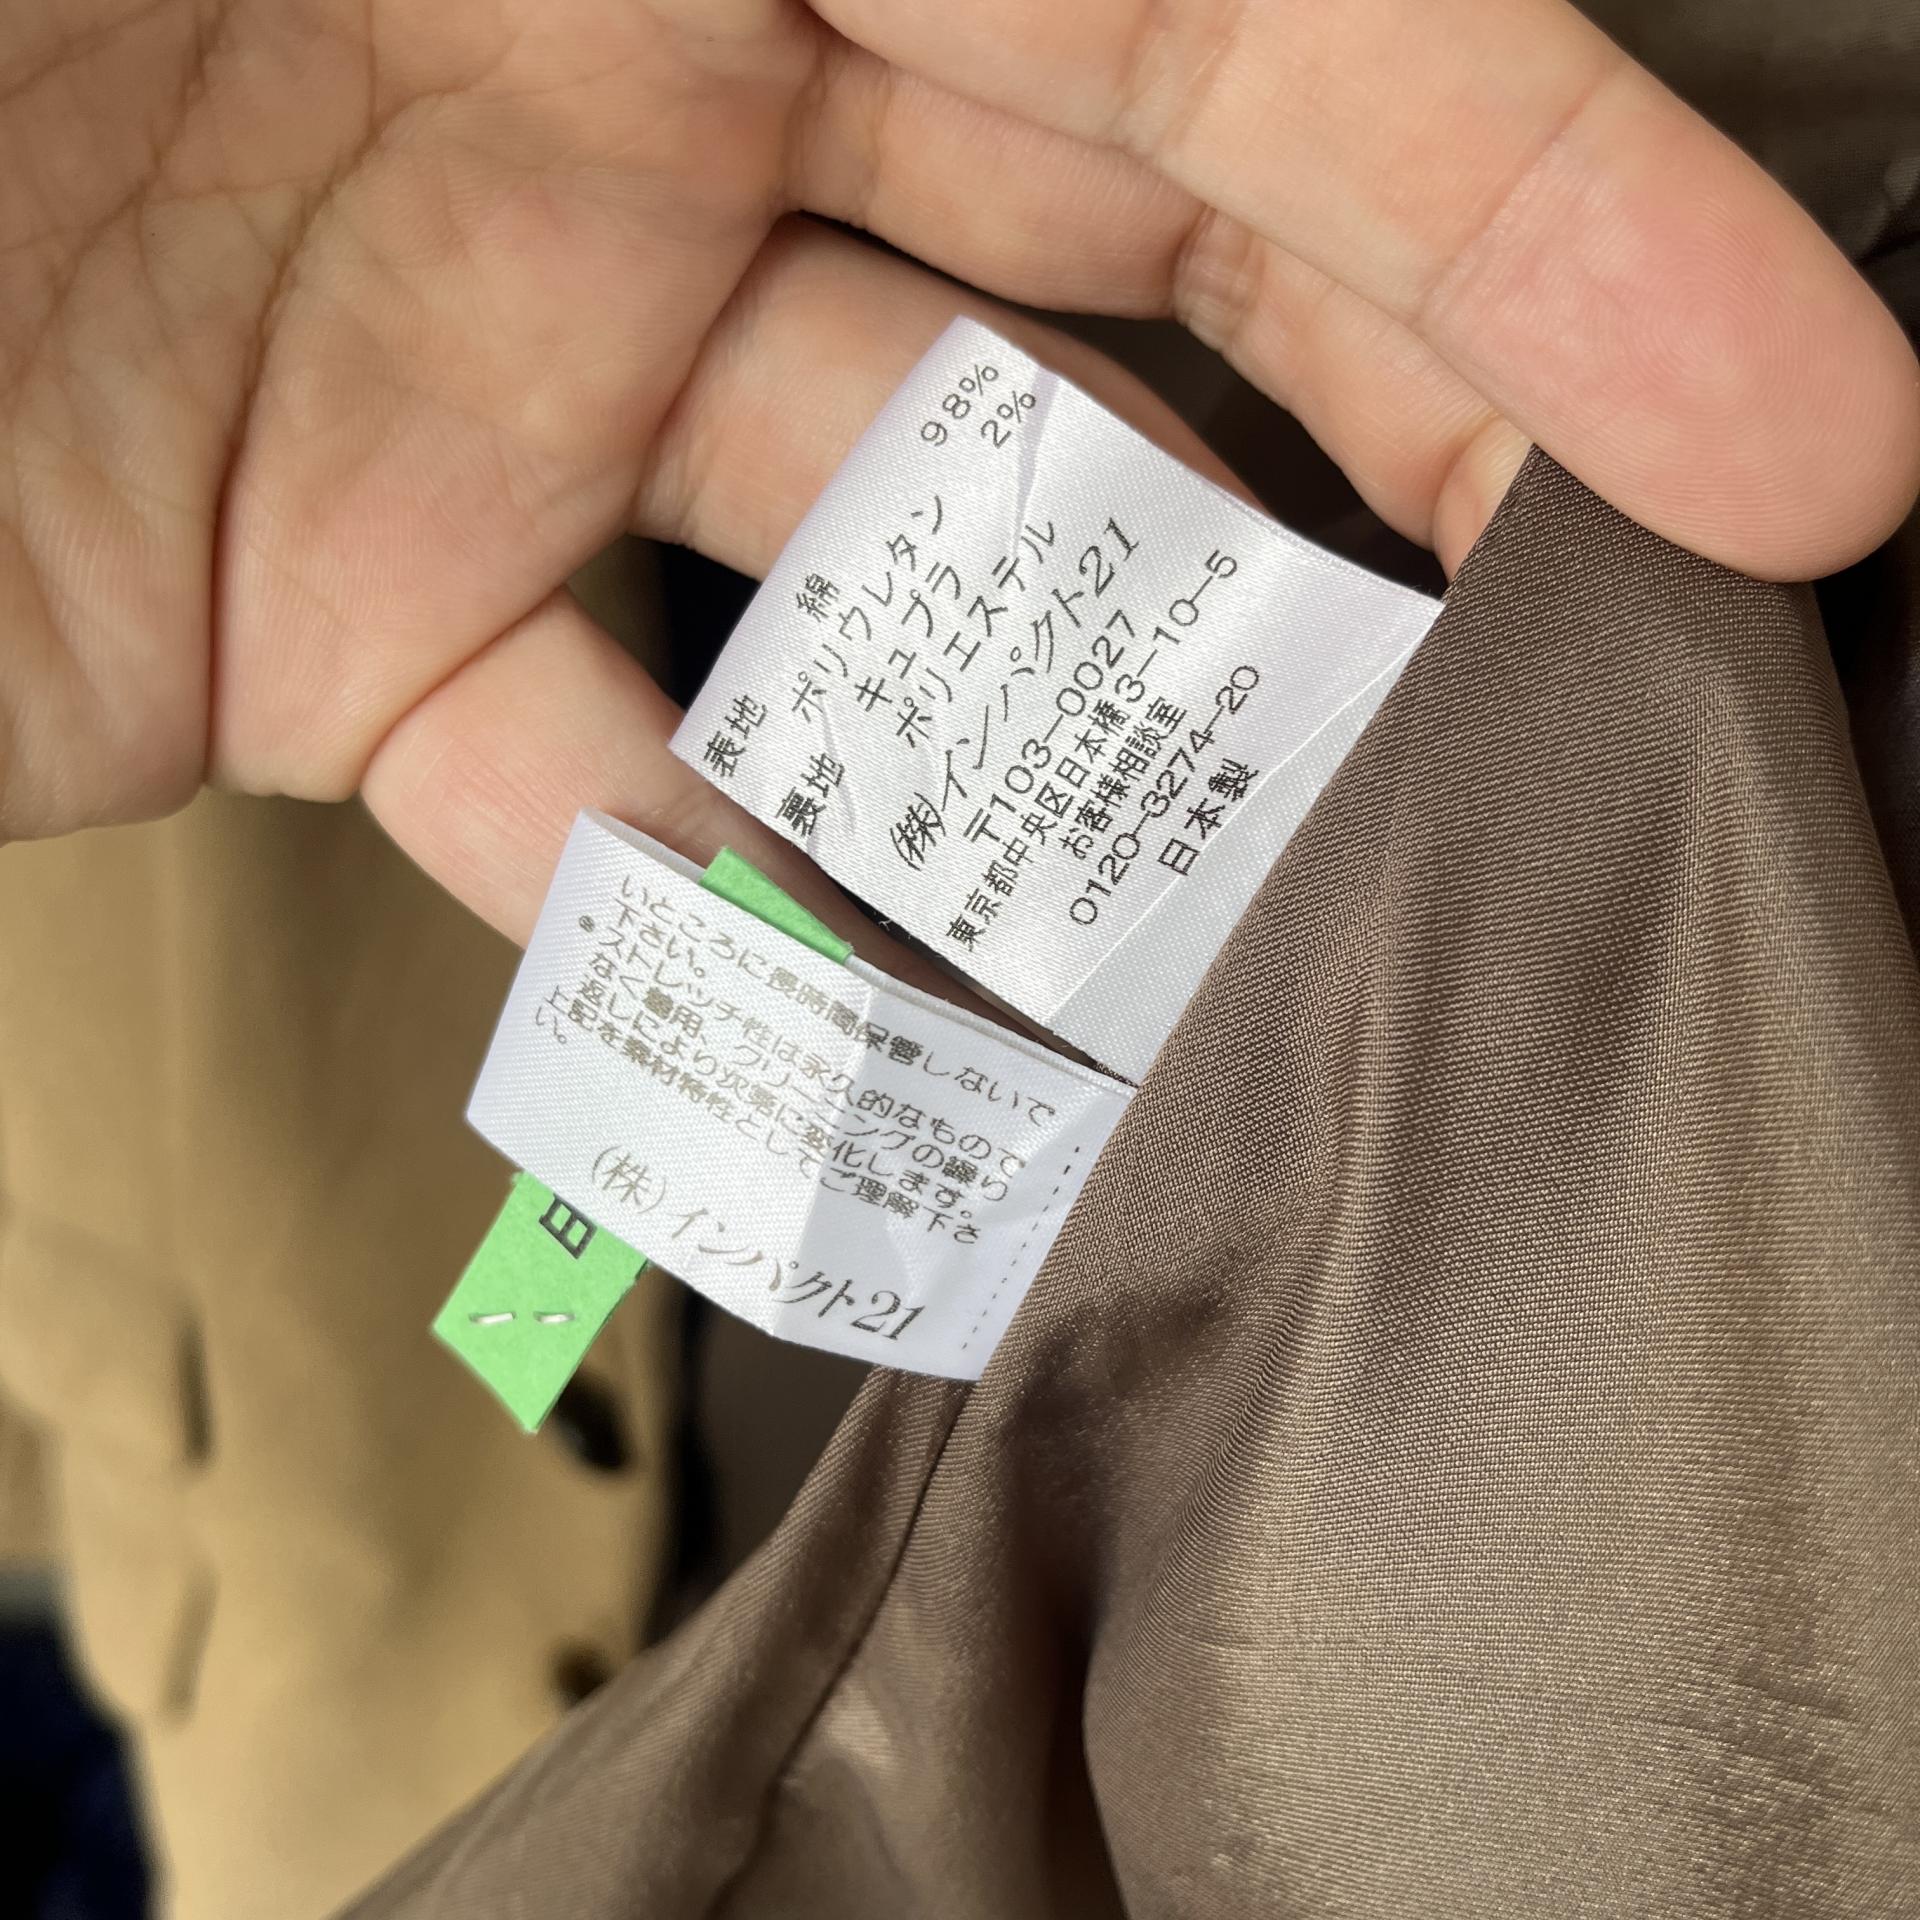 表地 綿 98%
ポリウレタン 2%
裏地 キュプラ
ポリエステル
(株)インパクト21
〒103-0027
東京都中央区日本橋3-10-5
お客様相談室
0120-3274-20
日本製
いところに長時間保管しないで
下さい。
*ストレッチ性は永久的なもので
なく着用、クリーニングの繰り
返しにより次第に変化します。
上記を素材特性としてご理解下さ
い。
(株)インパクト21
日